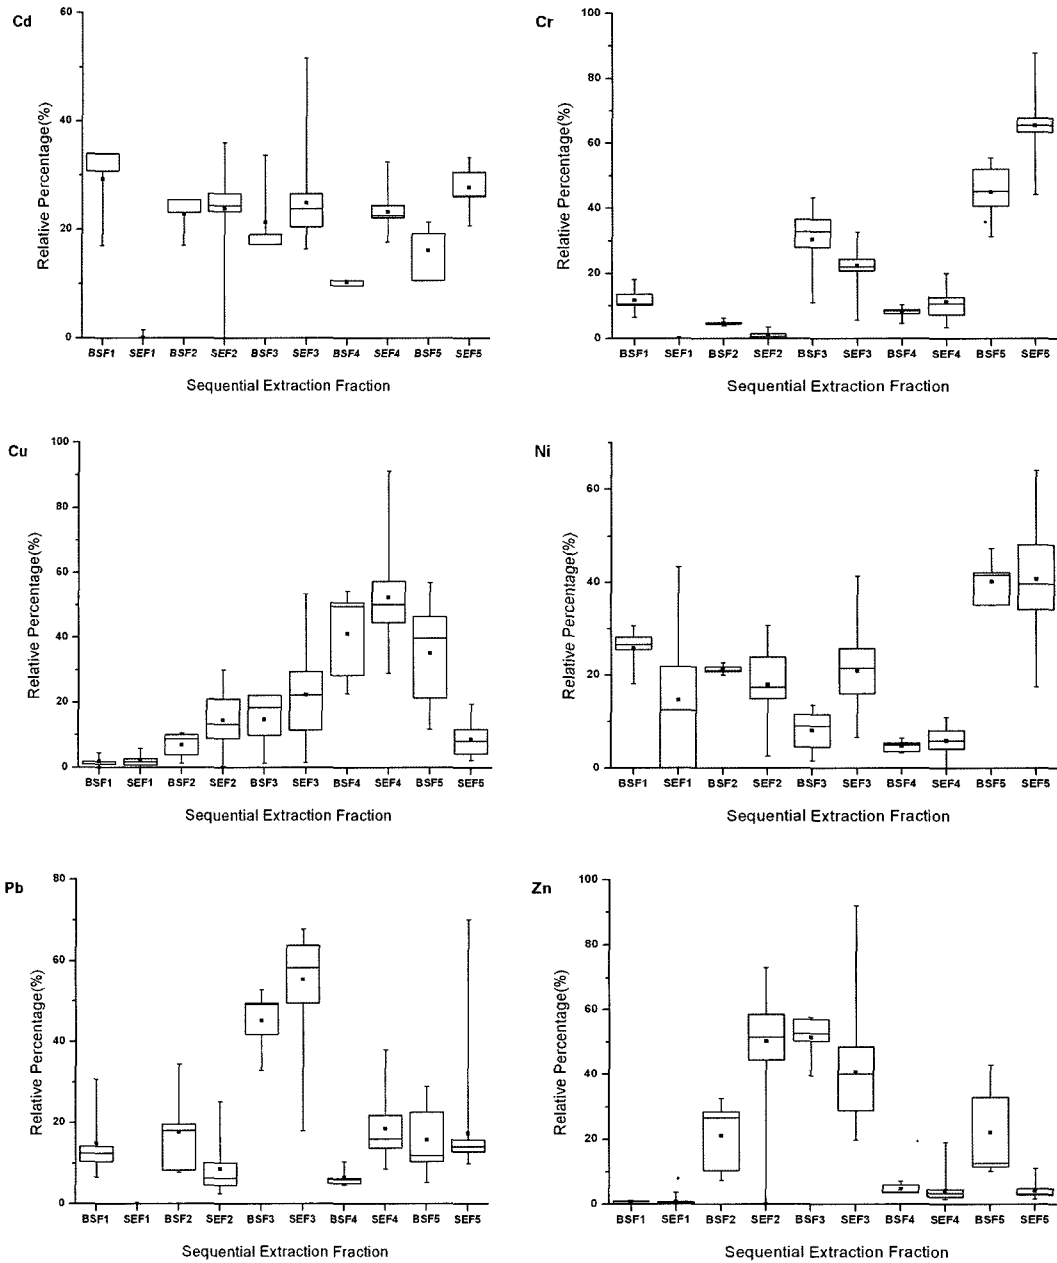 Cd
60
40
20
0
Relative Percentage(%)
BSF1 SEF1 BSF2 SEF2 BSF3 SEF3 BSF4 SEF4 BSF5 SEF5
Sequential Extraction Fraction
Cr
100
80
60
40
20
0
Relative Percentage(%)
BSF1 SEF1 BSF2 SEF2 BSF3 SEF3 BSF4 SEF4 BSF5 SEF5
Sequential Extraction Fraction
Cu
100
80
60
40
20
0
Relative Percentage(%)
BSF1 SEF1 BSF2 SEF2 BSF3 SEF3 BSF4 SEF4 BSF5 SEF5
Sequential Extraction Fraction
Ni
60
40
20
0
Relative Percentage(%)
BSF1 SEF1 BSF2 SEF2 BSF3 SEF3 BSF4 SEF4 BSF5 SEF5
Sequential Extraction Fraction
Pb
80
60
40
20
0
Relative Percentage(%)
BSF1 SEF1 BSF2 SEF2 BSF3 SEF3 BSF4 SEF4 BSF5 SEF5
Sequential Extraction Fraction
Zn
100
80
60
40
20
0
Relative Percentage(%)
BSF1 SEF1 BSF2 SEF2 BSF3 SEF3 BSF4 SEF4 BSF5 SEF5
Sequential Extraction Fraction